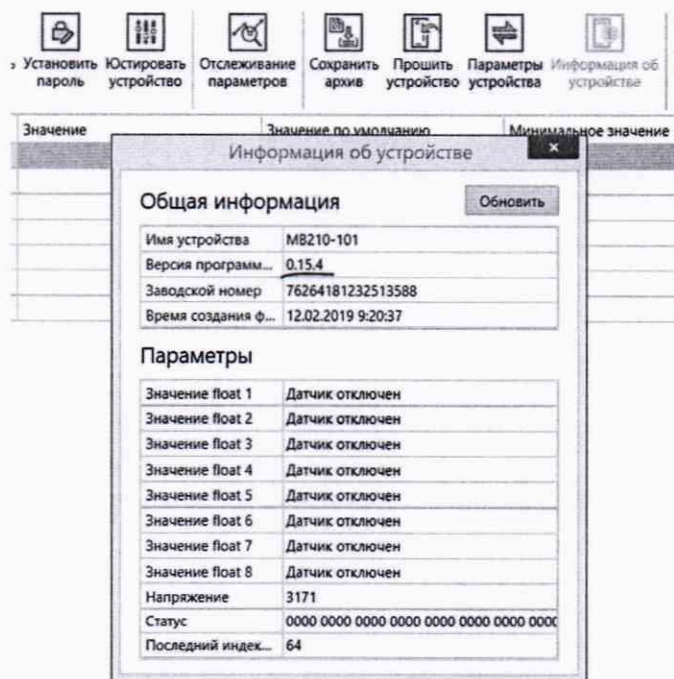 Установить пароль
Юстировать устройство
Отслеживание параметров
Сохранить архив
Прошить устройство
Параметры устройства
Информация об устройстве
Значение Значение по умолчанию Минимальное значение
Информация об устройстве x
Общая информация Обновить
Имя устройства МВ210-101
Версия программ... 0.15.4
Заводской номер 76264181232513588
Время создания ф... 12.02.2019 9:20:37
Параметры
Значение float 1 Датчик отключен
Значение float 2 Датчик отключен
Значение float 3 Датчик отключен
Значение float 4 Датчик отключен
Значение float 5 Датчик отключен
Значение float 6 Датчик отключен
Значение float 7 Датчик отключен
Значение float 8 Датчик отключен
Напряжение 3171
Статус 0000 0000 0000 0000 0000 0000 0000 0000
Последний индек... 64